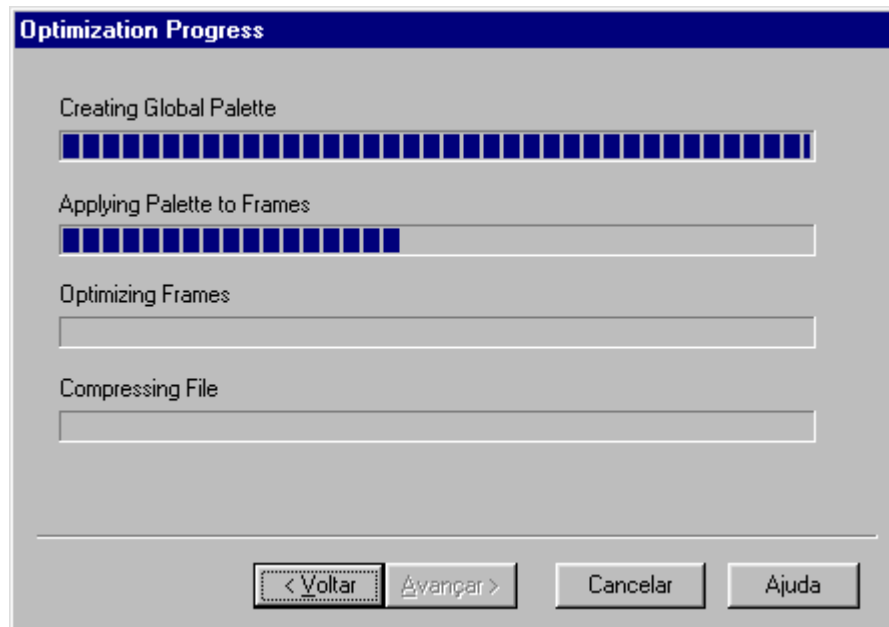 Optimization Progress
Creating Global Palette
Applying Palette to Frames
Optimizing Frames
Compressing File
< Voltar Avançar > Cancelar Ajuda